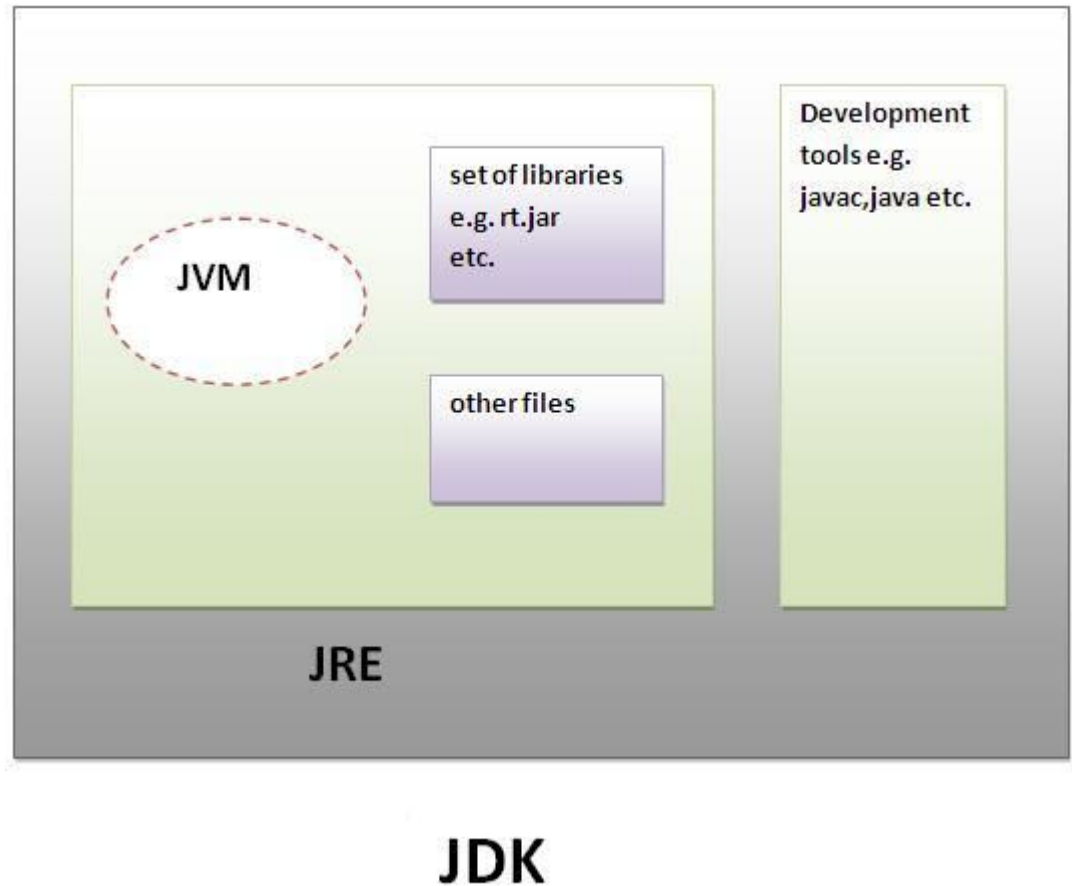 JVM
set of libraries
e.g. rt.jar
etc.
other files
Development
tools e.g.
javac,java etc.
JRE
JDK